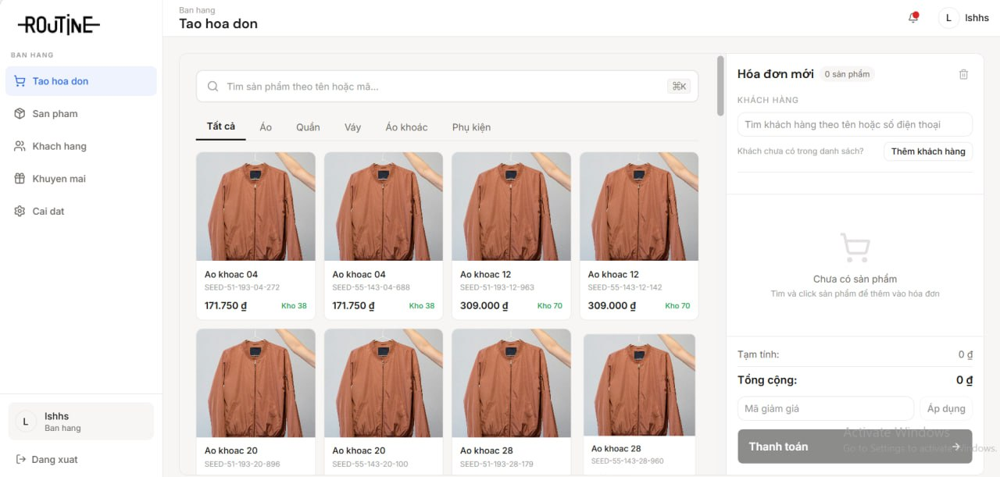 ROUTINE
BAN HANG
Tao hoa don
San pham
Khach hang
Khuyen mai
Cai dat
lshhs
Ban hang
Dang xuat
Ban hang
Tao hoa don
L
lshhs
Tìm sản phẩm theo tên hoặc mã...
⌘K
Tất cả
Áo
Quần
Váy
Áo khoác
Phụ kiện
Ao khoac 04
SEED-51-193-04-272
171.750 ₫
Kho 38
Ao khoac 04
SEED-55-143-04-688
171.750 ₫
Kho 38
Ao khoac 12
SEED-51-193-12-963
309.000 ₫
Kho 70
Ao khoac 12
SEED-55-143-12-142
309.000 ₫
Kho 70
Ao khoac 20
SEED-51-193-20-896
Ao khoac 20
SEED-55-143-20-100
Ao khoac 28
SEED-51-193-28-179
Ao khoac 28
SEED-55-143-28-960
Hóa đơn mới
0 sản phẩm
KHÁCH HÀNG
Tìm khách hàng theo tên hoặc số điện thoại
Khách chưa có trong danh sách?
Thêm khách hàng
Chưa có sản phẩm
Tìm và click sản phẩm để thêm vào hóa đơn
Tạm tính:
0 ₫
Tổng cộng:
0 ₫
Mã giảm giá
Áp dụng
Thanh toán
→
Activate Windows
Go to Settings to activate Windows.
L